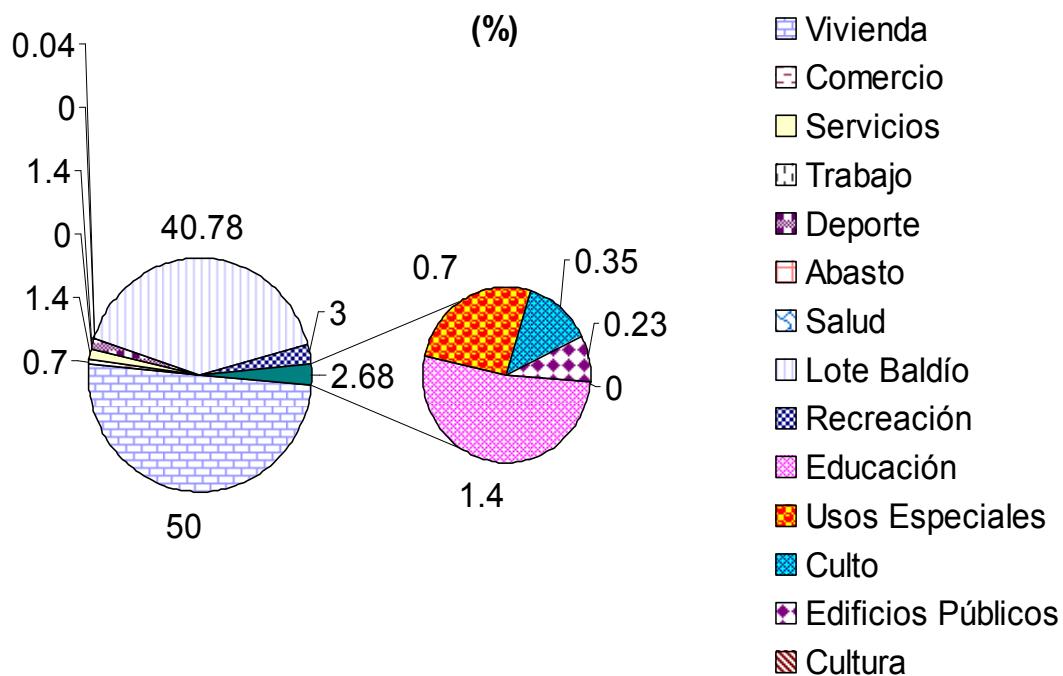 (%)
0.04
0
1.4
0
1.4
0.7
40.78
3
2.68
50
0.7
0.35
0.23
0
1.4
Vivienda
Comercio
Servicios
Trabajo
Deporte
Abasto
Salud
Lote Baldío
Recreación
Educación
Usos Especiales
Culto
Edificios Públicos
Cultura